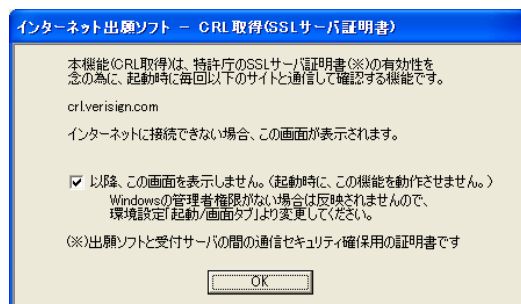 インターネット出願ソフト － CRL取得(SSLサーバ証明書)
本機能(CRL取得)は、特許庁のSSLサーバ証明書(※)の有効性を
念の為に、起動時に毎回以下のサイトと通信して確認する機能です。
crl.verisign.com
インターネットに接続できない場合、この画面が表示されます。
以降、この画面を表示しません。(起動時に、この機能を動作させません。)
Windowsの管理者権限がない場合は反映されませんので、
環境設定「起動/画面タブ」より変更してください。
(※)出願ソフトと受付サーバの間の通信セキュリティ確保用の証明書です
OK